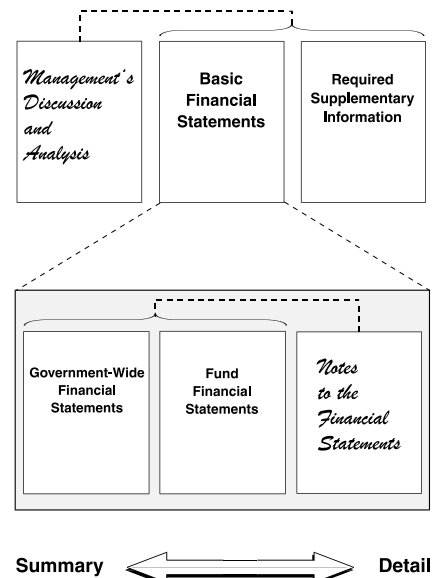 Management's
Discussion
and
Analysis
Basic
Financial
Statements
Required
Supplementary
Information
Government-Wide
Financial
Statements
Fund
Financial
Statements
Notes
to the
Financial
Statements
Summary
Detail